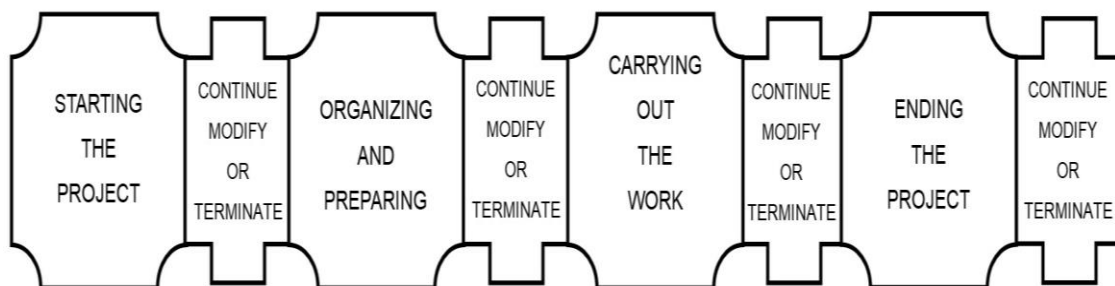 STARTING
THE
PROJECT
CONTINUE
MODIFY
OR
TERMINATE
ORGANIZING
AND
PREPARING
CONTINUE
MODIFY
OR
TERMINATE
CARRYING
OUT
THE
WORK
CONTINUE
MODIFY
OR
TERMINATE
ENDING
THE
PROJECT
CONTINUE
MODIFY
OR
TERMINATE